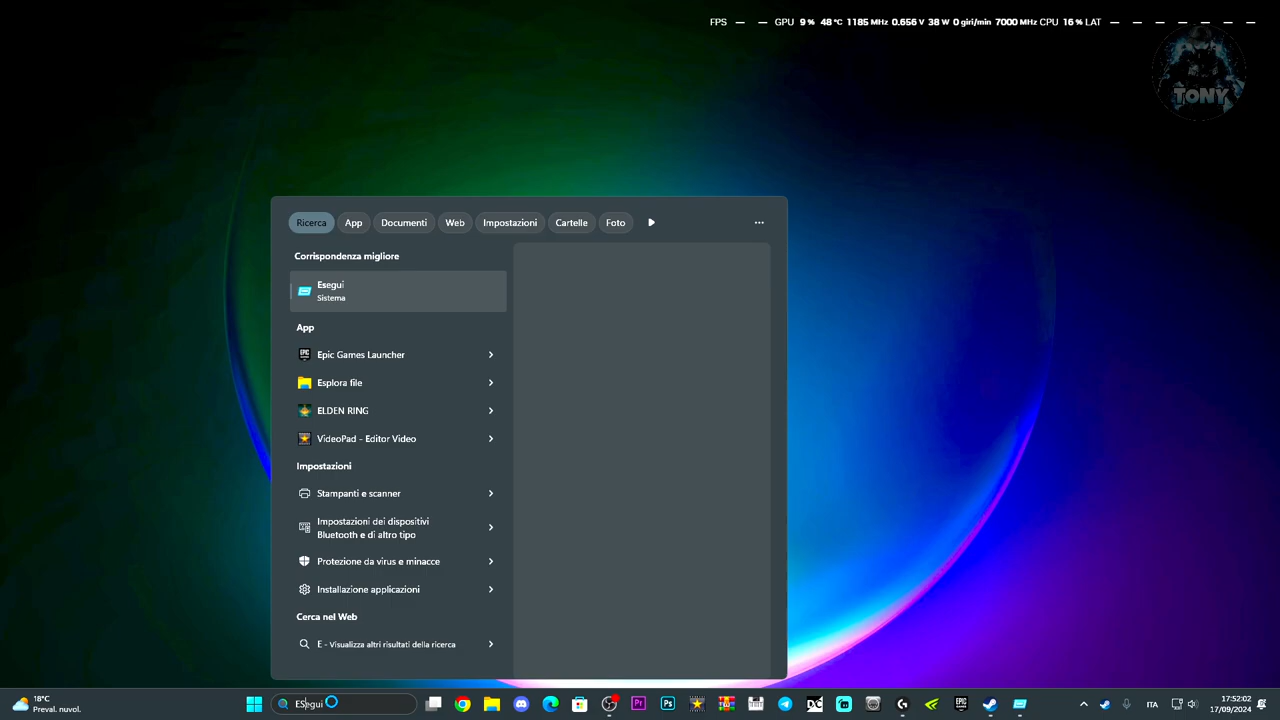 FPS — — GPU 9 % 48 °C 1185 MHz 0.656 V 38 W 0 giri/min 7000 MHz CPU 16 % LAT — — — — — — —
TONY
Ricerca App Documenti Web Impostazioni Cartelle Foto
Corrispondenza migliore
Esegui
Sistema
App
Epic Games Launcher
Esplora file
ELDEN RING
VideoPad - Editor Video
Impostazioni
Stampanti e scanner
Impostazioni dei dispositivi
Bluetooth e di altro tipo
Protezione da virus e minacce
Installazione applicazioni
Cerca nel Web
E - Visualizza altri risultati della ricerca
18°C
Preval. nuvol.
ESegui
ITA
17:52:02
17/09/2024